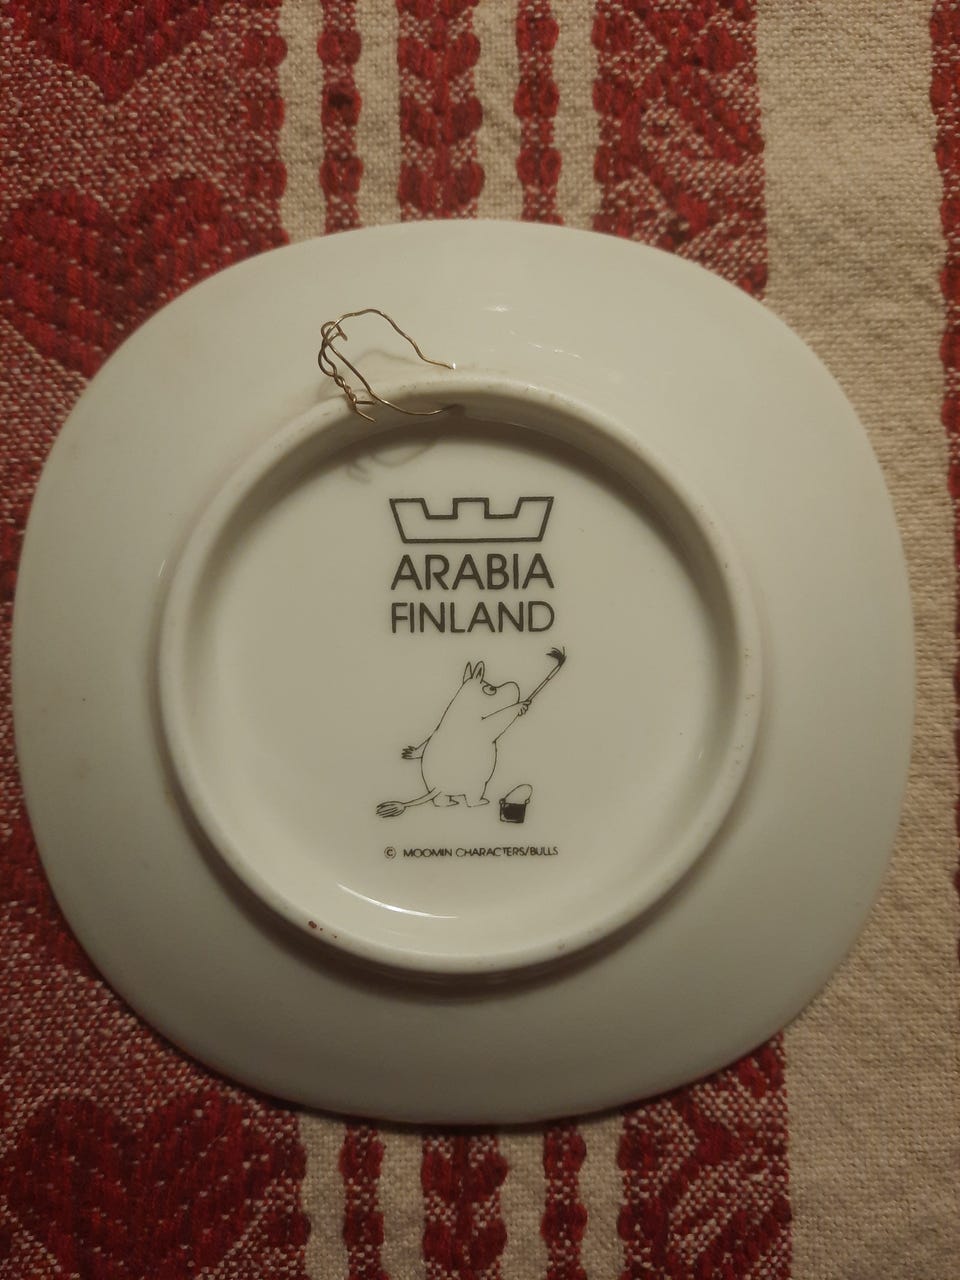 ARABIA
FINLAND
© MOOMIN CHARACTERS/BULLS